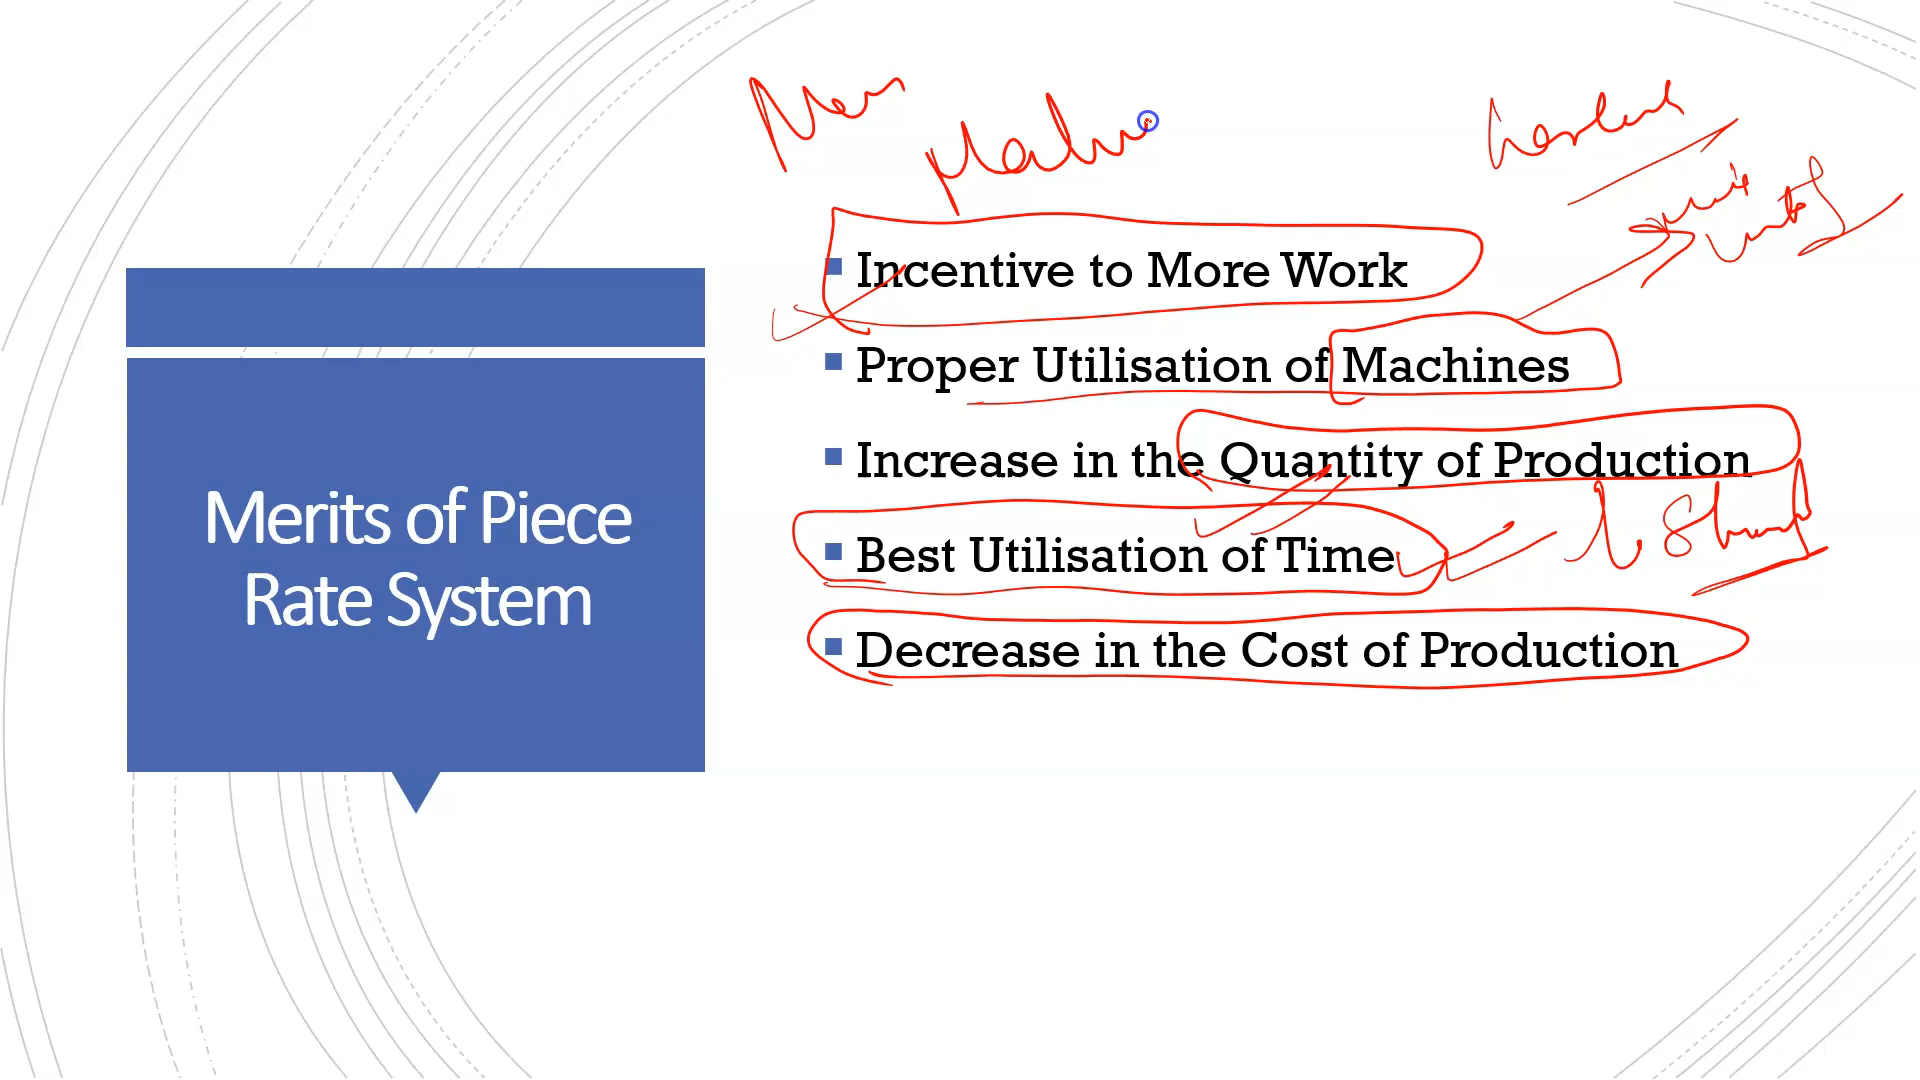 Men
Merits of Piece
Rate System
Incentive to More Work
Proper Utilisation of Machines
Increase in the Quantity of Production
Best Utilisation of Time
Decrease in the Cost of Production